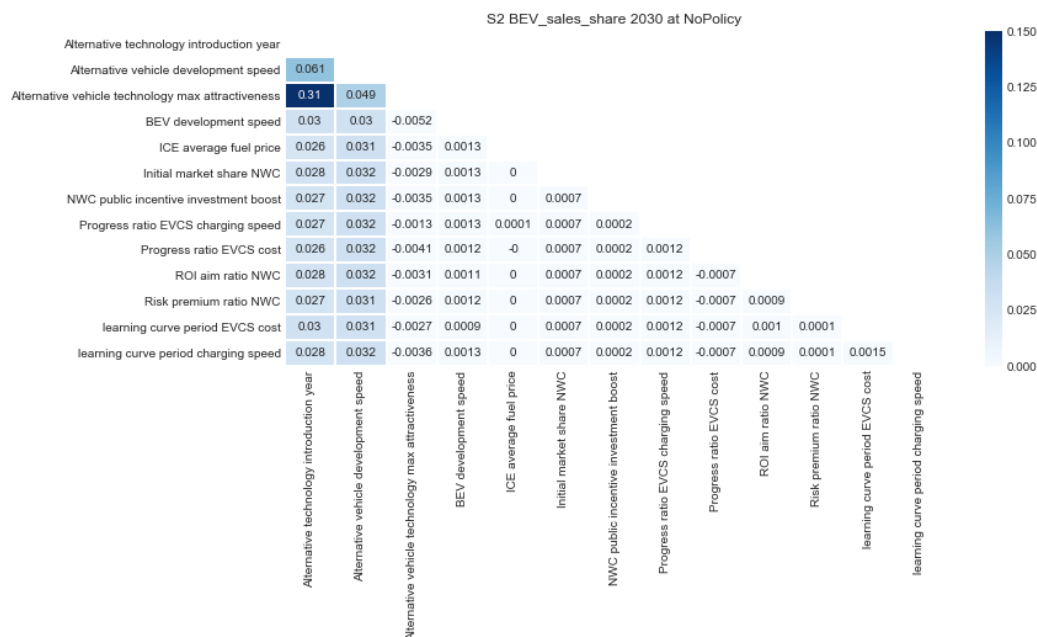 S2 BEV_sales_share 2030 at NoPolicy
Alternative technology introduction year
Alternative vehicle development speed 0.061
Alternative vehicle technology max attractiveness 0.31 0.049
BEV development speed 0.03 0.03 -0.0052
ICE average fuel price 0.026 0.031 -0.0035 0.0013
Initial market share NWC 0.028 0.032 -0.0029 0.0013 0
NWC public incentive investment boost 0.027 0.032 -0.0035 0.0013 0 0.0007
Progress ratio EVCS charging speed 0.027 0.032 -0.0013 0.0013 0.0001 0.0007 0.0002
Progress ratio EVCS cost 0.026 0.032 -0.0041 0.0012 -0 0.0007 0.0002 0.0012
ROI aim ratio NWC 0.028 0.032 -0.0031 0.0011 0 0.0007 0.0002 0.0012 -0.0007
Risk premium ratio NWC 0.027 0.031 -0.0026 0.0012 0 0.0007 0.0002 0.0012 -0.0007 0.0009
learning curve period EVCS cost 0.03 0.031 -0.0027 0.0009 0 0.0007 0.0002 0.0012 -0.0007 0.001 0.0001
learning curve period charging speed 0.028 0.032 -0.0036 0.0013 0 0.0007 0.0002 0.0012 -0.0007 0.0009 0.0001 0.0015
Alternative technology introduction year
Alternative vehicle development speed
Alternative vehicle technology max attractiveness
BEV development speed
ICE average fuel price
Initial market share NWC
NWC public incentive investment boost
Progress ratio EVCS charging speed
Progress ratio EVCS cost
ROI aim ratio NWC
Risk premium ratio NWC
learning curve period EVCS cost
learning curve period charging speed
0.150
0.125
0.100
0.075
0.050
0.025
0.000